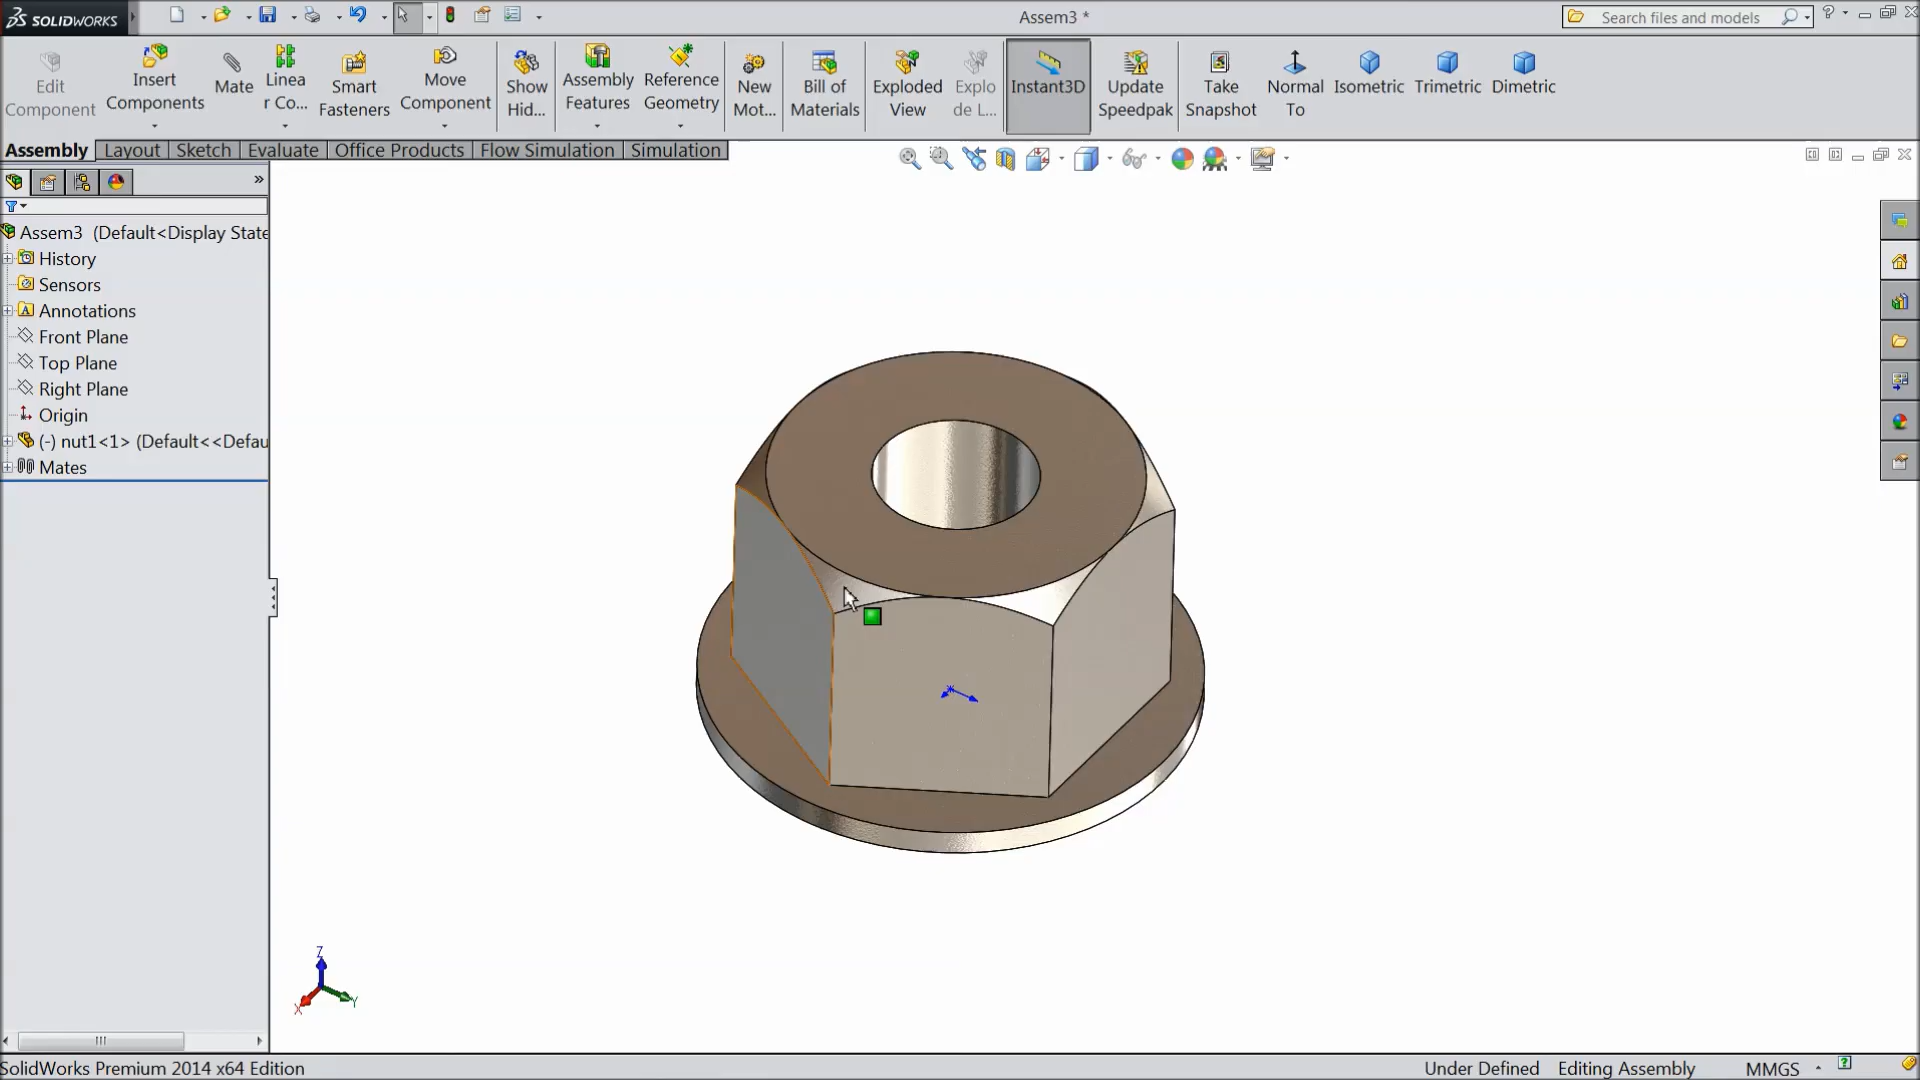 SOLIDWORKS
Assem3 *
Search files and models
?
Edit Component
Insert Components
Mate
Linea r Co...
Smart Fasteners
Move Component
Show Hid...
Assembly Features
Reference Geometry
New Mot...
Bill of Materials
Exploded View
Explo de L...
Instant3D
Update Speedpak
Take Snapshot
Normal To
Isometric
Trimetric
Dimetric
Assembly
Layout
Sketch
Evaluate
Office Products
Flow Simulation
Simulation
»
Assem3 (Default<Display State
History
Sensors
Annotations
Front Plane
Top Plane
Right Plane
Origin
(-) nut1<1> (Default<<Defau
Mates
Z
X
Y
SolidWorks Premium 2014 x64 Edition
Under Defined
Editing Assembly
MMGS
?